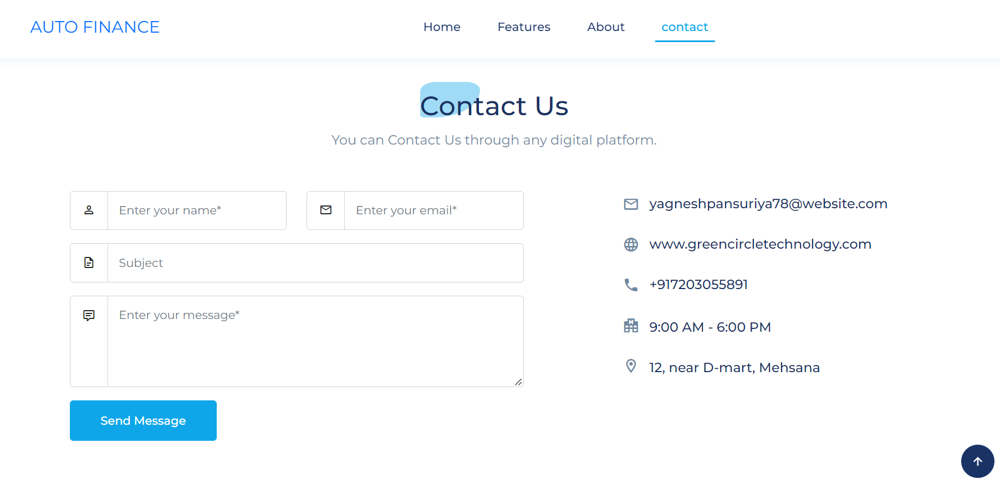 AUTO FINANCE
Home Features About contact
Contact Us
You can Contact Us through any digital platform.
Enter your name* Enter your email*
Subject
Enter your message*
Send Message
yagneshpansuriya78@website.com
www.greencircletechnology.com
+917203055891
9:00 AM - 6:00 PM
12, near D-mart, Mehsana